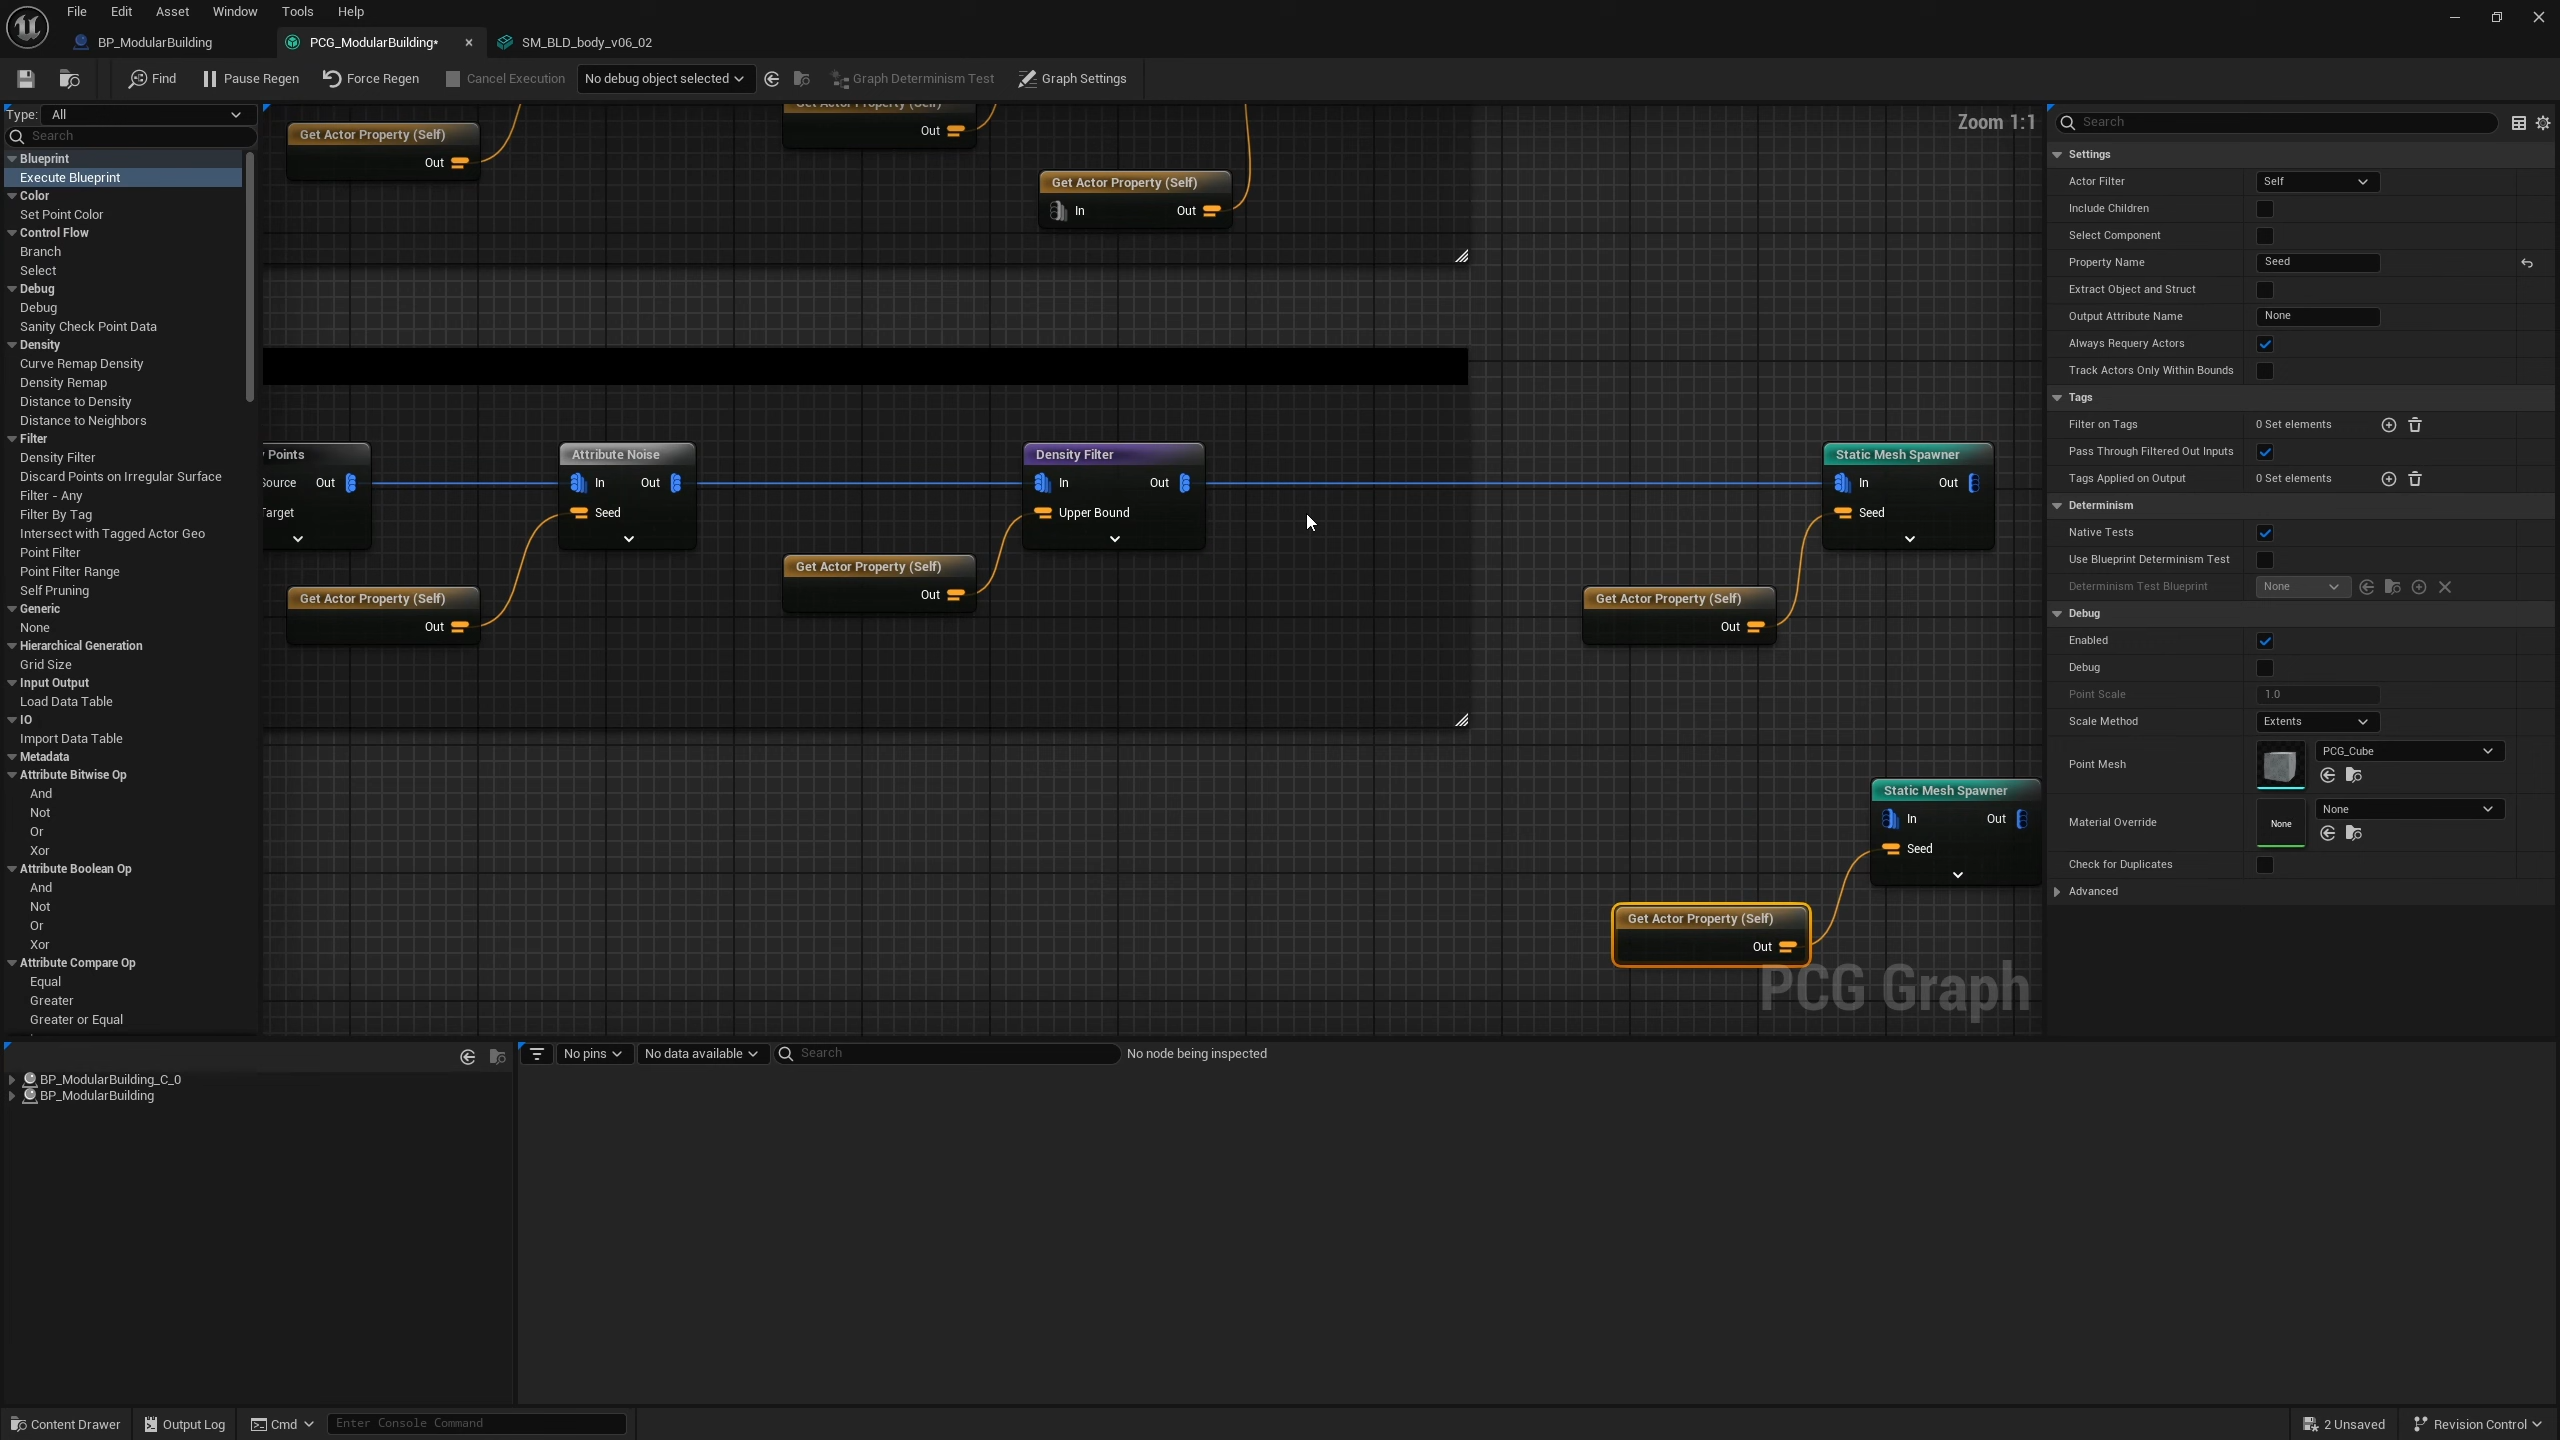 File Edit Asset Window Tools Help
BP_ModularBuilding PCG_ModularBuilding* SM_BLD_body_v06_02
Find Pause Regen Force Regen Cancel Execution No debug object selected Graph Determinism Test Graph Settings
Type: All
Search
Blueprint
Execute Blueprint
Color
Set Point Color
Control Flow
Branch
Select
Debug
Debug
Sanity Check Point Data
Density
Curve Remap Density
Density Remap
Distance to Density
Distance to Neighbors
Filter
Density Filter
Discard Points on Irregular Surface
Filter - Any
Filter By Tag
Intersect with Tagged Actor Geo
Point Filter
Point Filter Range
Self Pruning
Generic
None
Hierarchical Generation
Grid Size
Input Output
Load Data Table
IO
Import Data Table
Metadata
Attribute Bitwise Op
And
Not
Or
Xor
Attribute Boolean Op
And
Not
Or
Xor
Attribute Compare Op
Equal
Greater
Greater or Equal
Zoom 1:1
Get Actor Property (Self)
Out
Get Actor Property (Self)
Out
Get Actor Property (Self)
In Out
Points
Source Out
Target
Attribute Noise
In Out
Seed
Density Filter
In Out
Upper Bound
Static Mesh Spawner
In Out
Seed
Get Actor Property (Self)
Out
Get Actor Property (Self)
Out
Get Actor Property (Self)
Out
Static Mesh Spawner
In Out
Seed
Get Actor Property (Self)
Out
PCG Graph
Search
Settings
Actor Filter Self
Include Children
Select Component
Property Name Seed
Extract Object and Struct
Output Attribute Name None
Always Requery Actors
Track Actors Only Within Bounds
Tags
Filter on Tags 0 Set elements
Pass Through Filtered Out Inputs
Tags Applied on Output 0 Set elements
Determinism
Native Tests
Use Blueprint Determinism Test
Determinism Test Blueprint None
Debug
Enabled
Debug
Point Scale 1.0
Scale Method Extents
Point Mesh PCG_Cube
Material Override None None
Check for Duplicates
Advanced
BP_ModularBuilding_C_0
BP_ModularBuilding
No pins No data available Search No node being inspected
Content Drawer Output Log Cmd Enter Console Command 2 Unsaved Revision Control